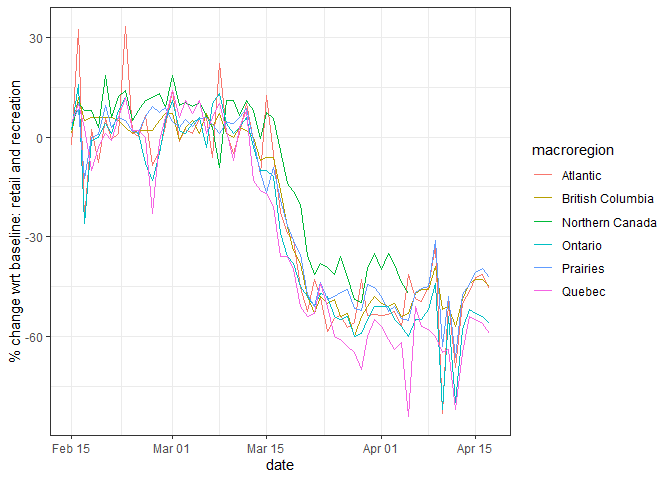 % change wrt baseline: retail and recreation
30
0
-30
-60
Feb 15
Mar 01
Mar 15
Apr 01
Apr 15
date
macroregion
Atlantic
British Columbia
Northern Canada
Ontario
Prairies
Quebec